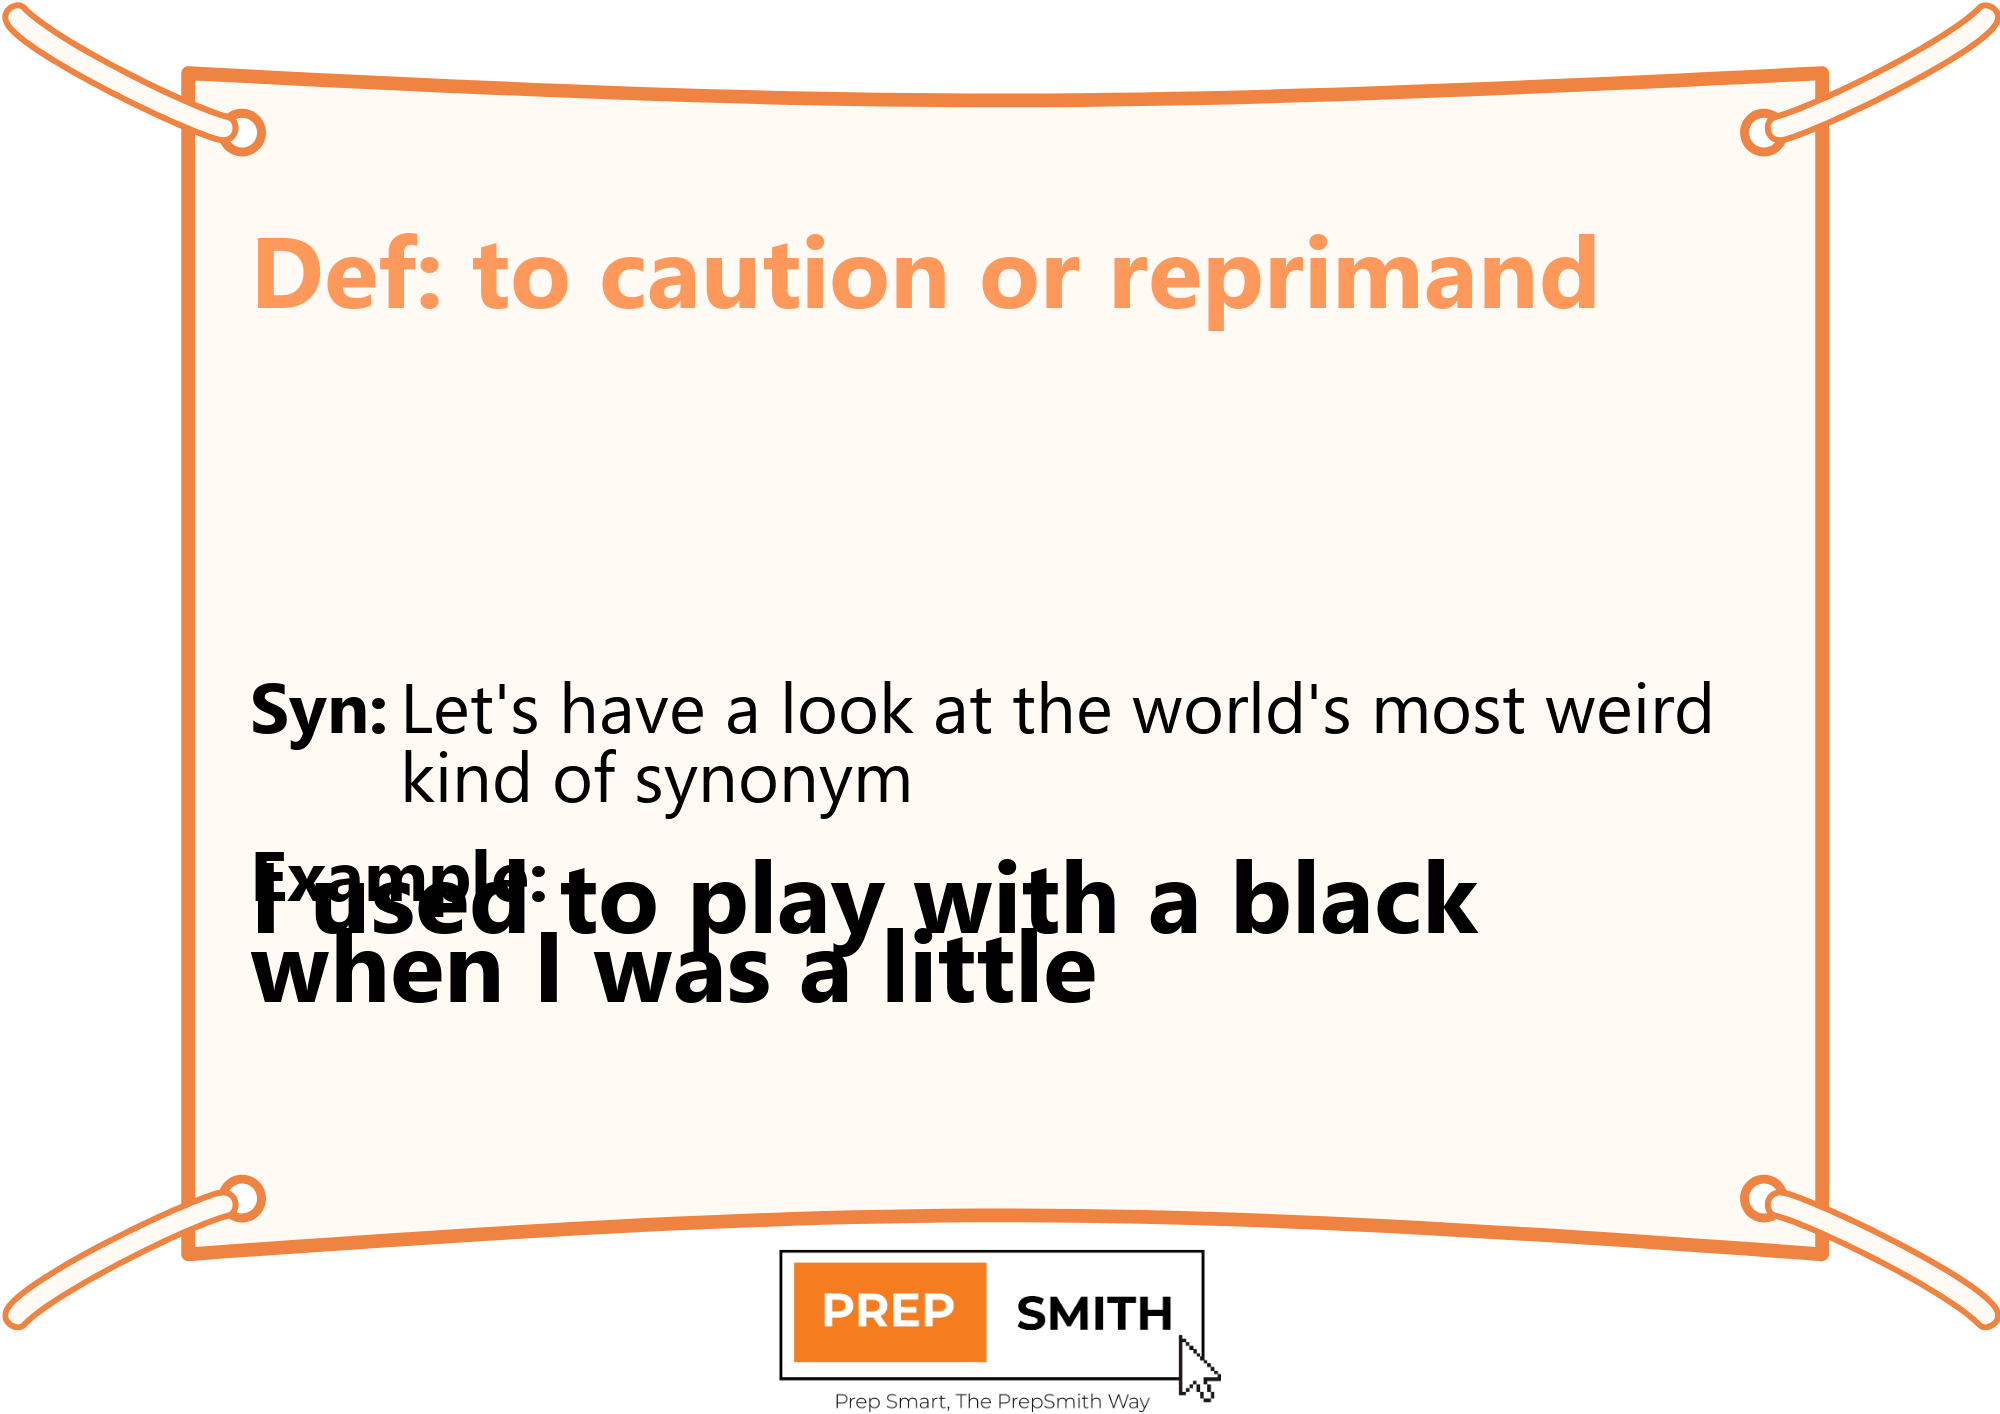 Def: to caution or reprimand
Syn: Let's have a look at the world's most weird
kind of synonym
Example:
I used to play with a black
when I was a little
PREP SMITH
Prep Smart, The PrepSmith Way